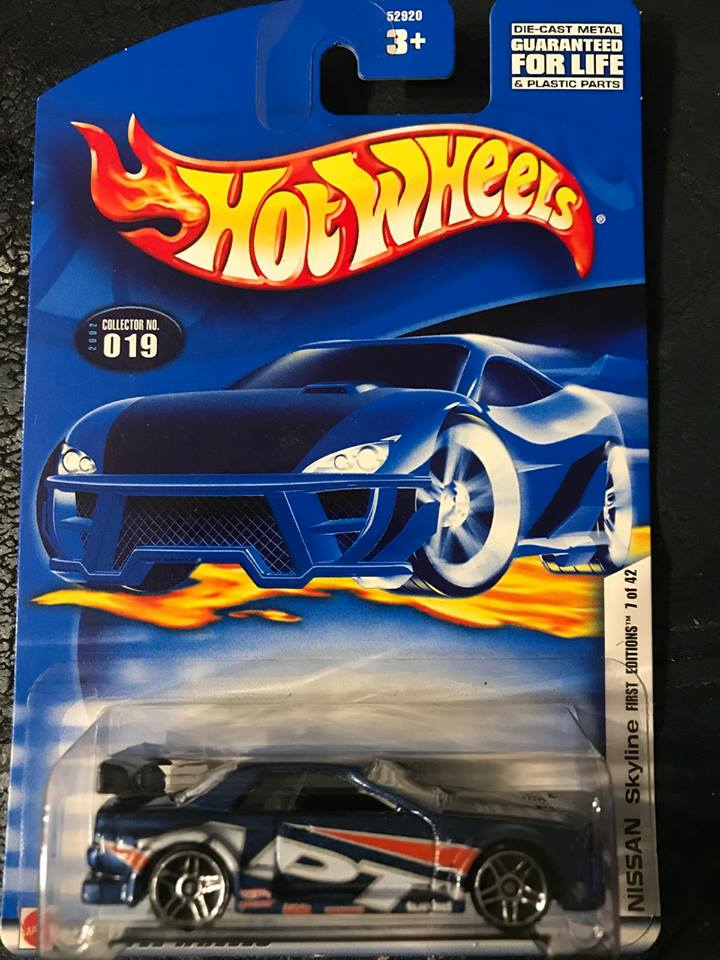 52920
3+
DIE-CAST METAL
GUARANTEED
FOR LIFE
& PLASTIC PARTS
HOT WHEELS®
2002
COLLECTOR NO.
019
NISSAN Skyline FIRST EDITIONS™ 7 of 42